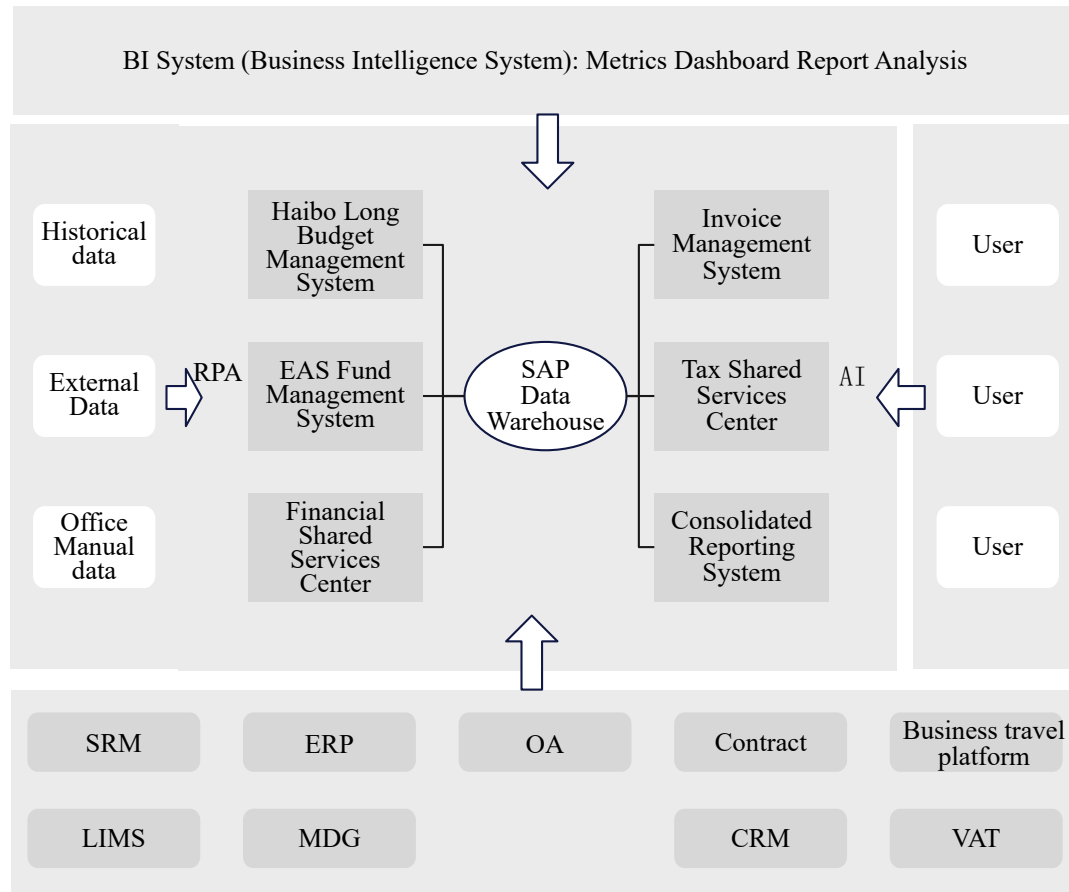 BI System (Business Intelligence System): Metrics Dashboard Report Analysis
Historical
data
External
Data
Office
Manual
data
RPA
Haibo Long
Budget
Management
System
EAS Fund
Management
System
Financial
Shared
Services
Center
SAP
Data
Warehouse
Invoice
Management
System
Tax Shared
Services
Center
Consolidated
Reporting
System
AI
User
User
User
SRM
ERP
OA
Contract
Business travel
platform
LIMS
MDG
CRM
VAT